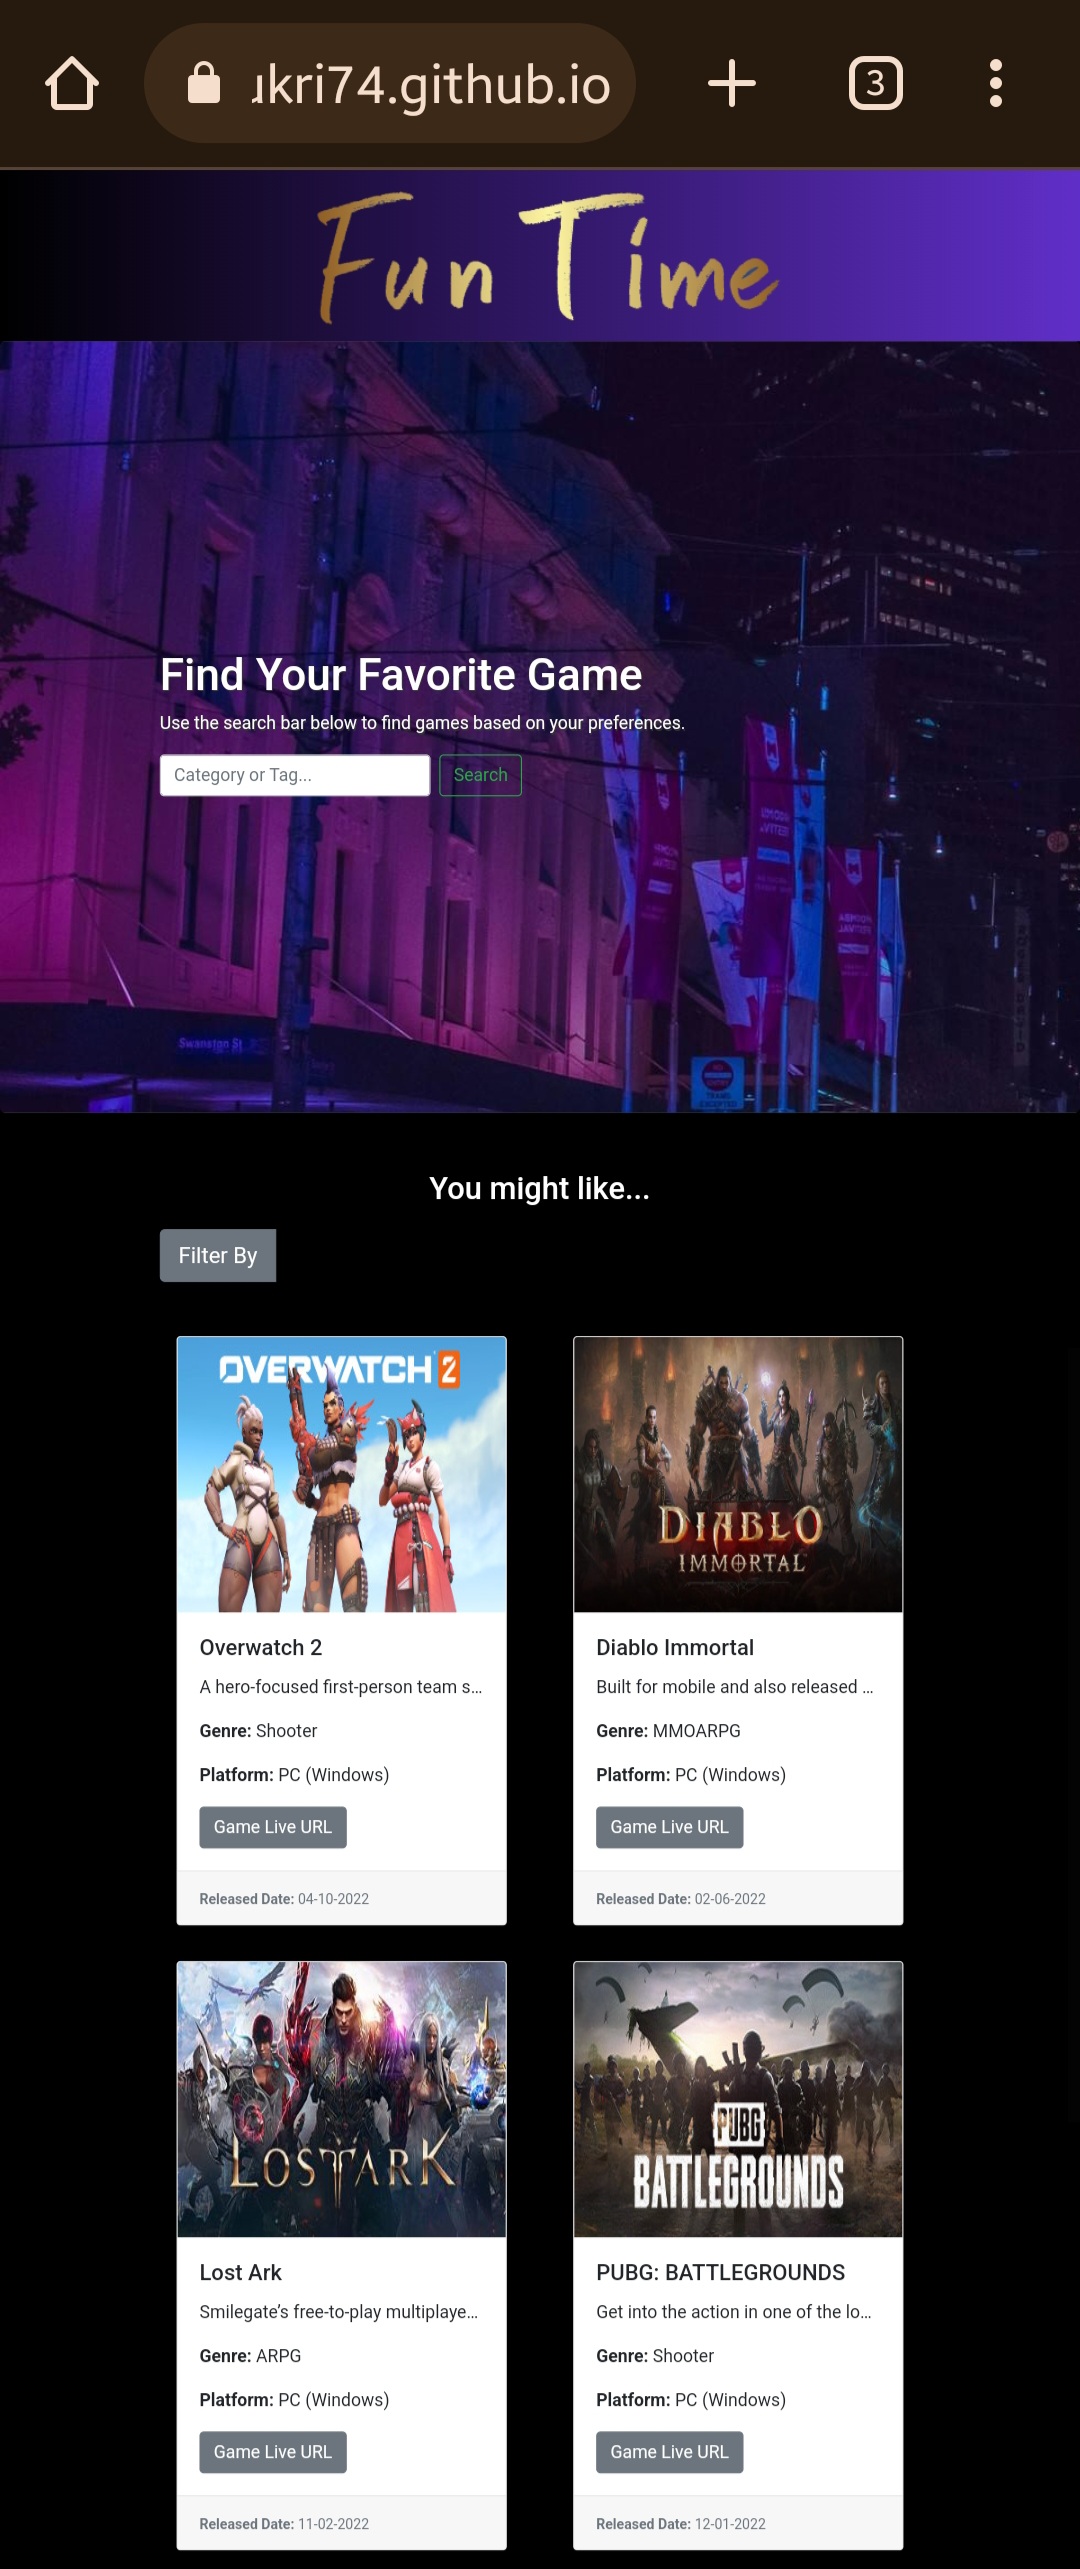 ukri74.github.io
3
Fun Time
Swanston St
Find Your Favorite Game
Use the search bar below to find games based on your preferences.
Category or Tag...
Search
You might like...
Filter By
OVERWATCH 2
Overwatch 2
A hero-focused first-person team s...
Genre: Shooter
Platform: PC (Windows)
Game Live URL
Released Date: 04-10-2022
DIABLO
IMMORTAL
Diablo Immortal
Built for mobile and also released ...
Genre: MMOARPG
Platform: PC (Windows)
Game Live URL
Released Date: 02-06-2022
LOST ARK
Lost Ark
Smilegate’s free-to-play multiplaye...
Genre: ARPG
Platform: PC (Windows)
Game Live URL
Released Date: 11-02-2022
PUBG
BATTLEGROUNDS
PUBG: BATTLEGROUNDS
Get into the action in one of the lo...
Genre: Shooter
Platform: PC (Windows)
Game Live URL
Released Date: 12-01-2022